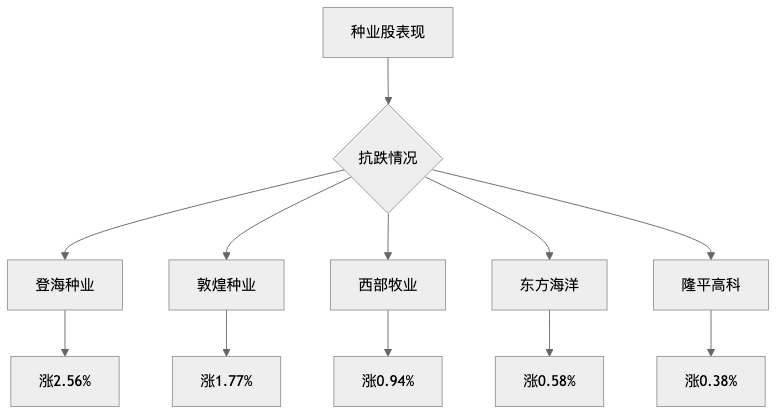 种业股表现
抗跌情况
登海种业
敦煌种业
西部牧业
东方海洋
隆平高科
涨2.56%
涨1.77%
涨0.94%
涨0.58%
涨0.38%